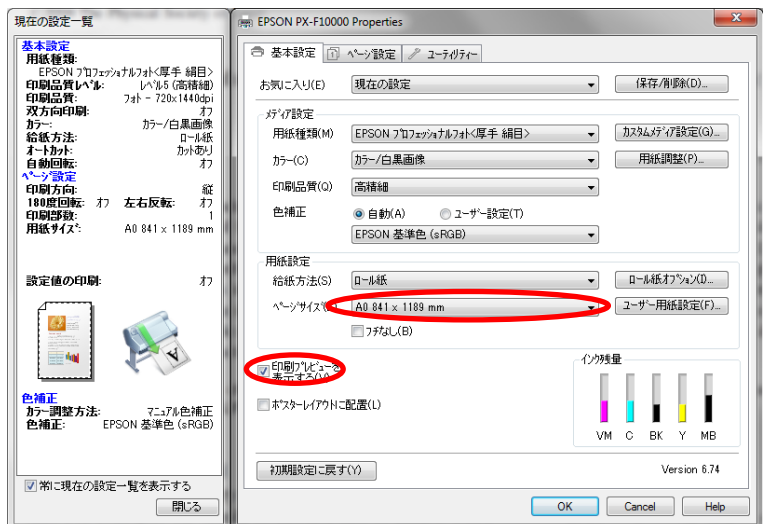 現在の設定一覧
基本設定
用紙種類:
EPSON プロフェッショナルフォト<厚手 絹目>
印刷品質レベル: レベル5 (高精細)
印刷品質: フォト - 720x1440dpi
双方向印刷: オフ
カラー: カラー/白黒画像
給紙方法: ロール紙
オートカット: カットあり
自動回転: オフ
ページ設定
印刷方向: 縦
180度回転: オフ 左右反転: オフ
印刷部数: 1
用紙サイズ: A0 841 x 1189 mm
設定値の印刷: オフ
色補正
カラー調整方法: マニュアル色補正
色補正: EPSON 基準色 (sRGB)
常に現在の設定一覧を表示する
閉じる
EPSON PX-F10000 Properties
基本設定 ページ設定 ユーティリティー
お気に入り(E) 現在の設定 保存/削除(D)...
メディア設定
用紙種類(M) EPSON プロフェッショナルフォト<厚手 絹目> カスタムメディア設定(G)...
カラー(C) カラー/白黒画像 用紙調整(P)...
印刷品質(Q) 高精細
色補正 自動(A) ユーザー設定(T)
EPSON 基準色 (sRGB)
用紙設定
給紙方法(S) ロール紙 ロール紙オプション(I)...
ページサイズ A0 841 x 1189 mm ユーザー用紙設定(F)...
フチなし(B)
印刷プレビューを
表示する(V)
インク残量
ポスターレイアウトに配置(L)
VM C BK Y MB
初期設定に戻す(Y) Version 6.74
OK Cancel Help